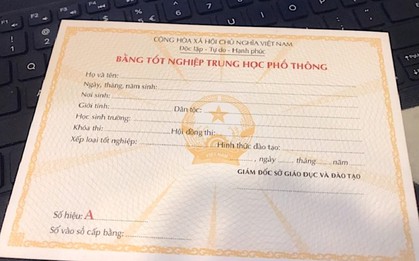 CỘNG HÒA XÃ HỘI CHỦ NGHĨA VIỆT NAM
Độc lập - Tự do - Hạnh phúc
BẰNG TỐT NGHIỆP TRUNG HỌC PHỔ THÔNG
Họ và tên:
Ngày, tháng, năm sinh:
Nơi sinh:
Giới tính: Dân tộc:
Học sinh trường:
Khóa thi: Hội đồng thi:
Xếp loại tốt nghiệp: Hình thức đào tạo:
, ngày tháng năm
GIÁM ĐỐC SỞ GIÁO DỤC VÀ ĐÀO TẠO
Số hiệu: A
Số vào sổ cấp bằng: